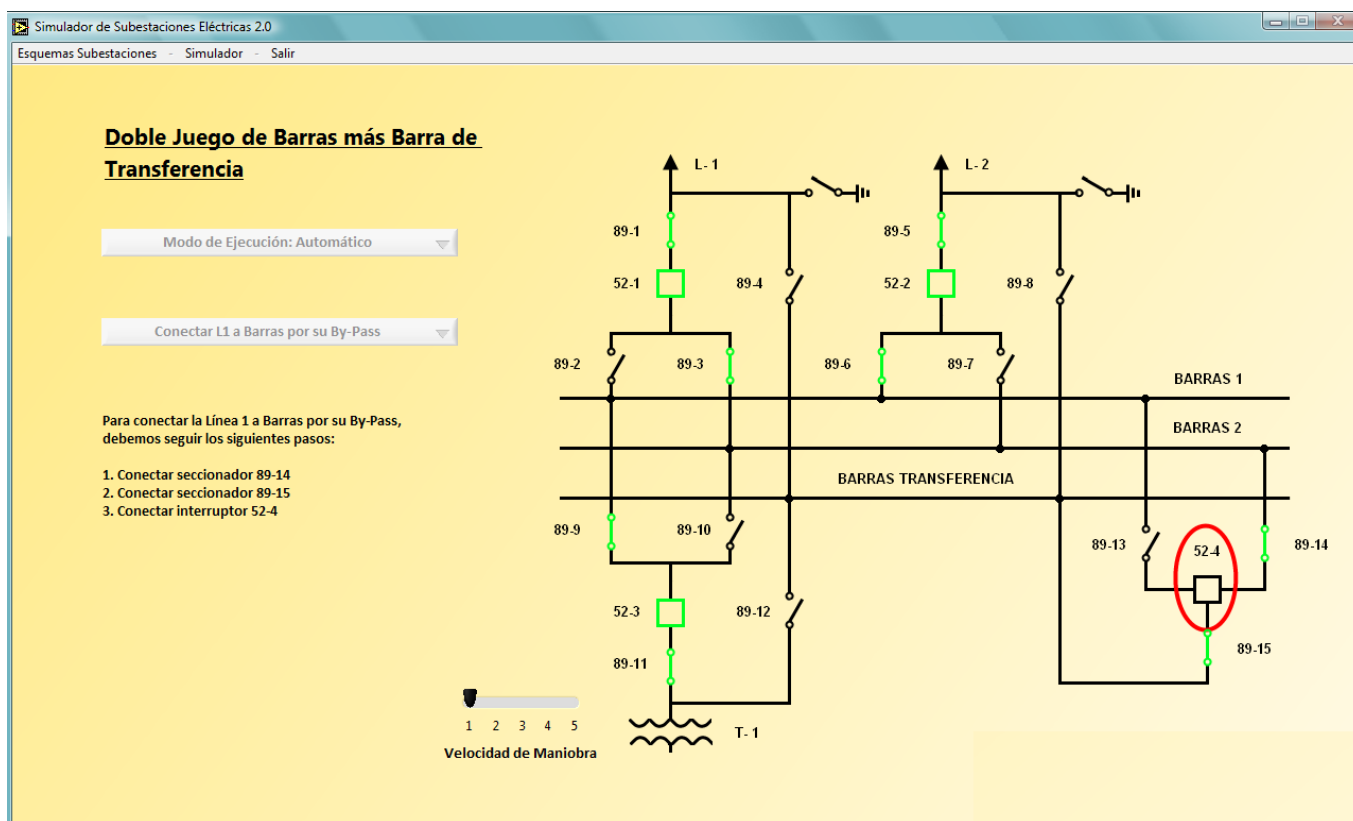 Simulador de Subestaciones Eléctricas 2.0
Esquemas Subestaciones - Simulador - Salir
Doble Juego de Barras más Barra de
Transferencia
Modo de Ejecución: Automático
Conectar L1 a Barras por su By-Pass
Para conectar la Línea 1 a Barras por su By-Pass,
debemos seguir los siguientes pasos:
1. Conectar seccionador 89-14
2. Conectar seccionador 89-15
3. Conectar interruptor 52-4
1 2 3 4 5
Velocidad de Maniobra
L- 1
L- 2
89-1
89-5
52-1
89-4
52-2
89-8
89-2
89-3
89-6
89-7
BARRAS 1
BARRAS 2
BARRAS TRANSFERENCIA
89-9
89-10
89-13
52-4
89-14
52-3
89-12
89-15
89-11
T- 1